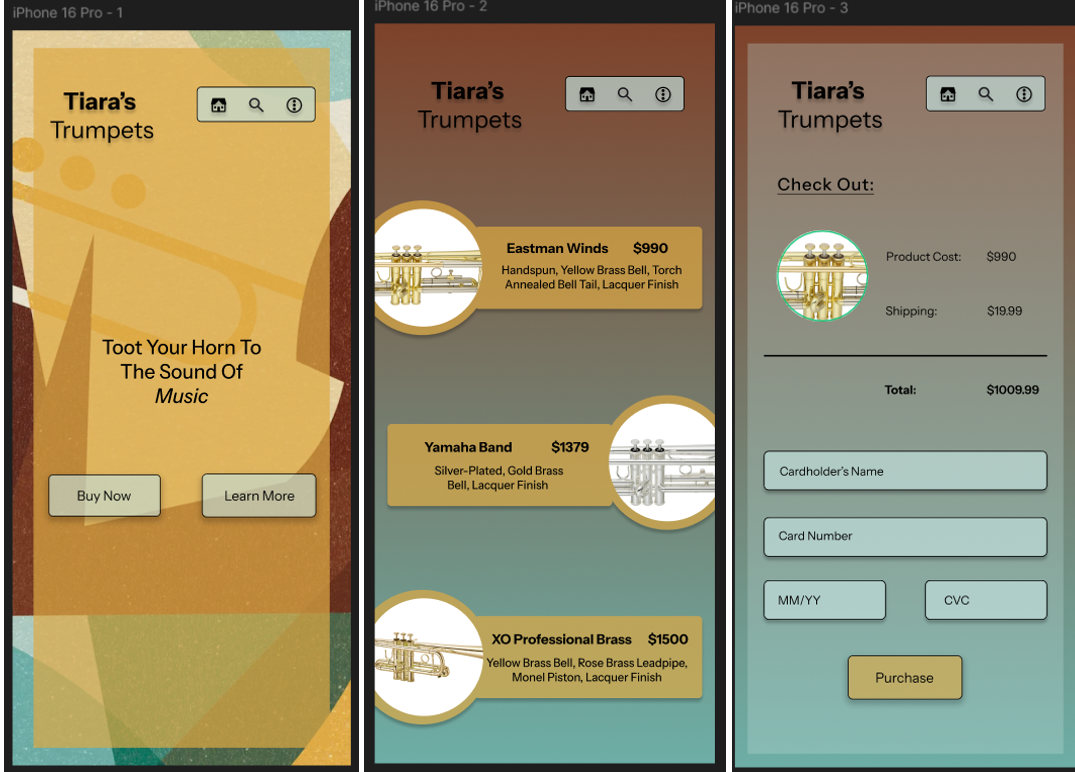 iPhone 16 Pro - 1
Tiara's
Trumpets
Toot Your Horn To
The Sound Of
Music
Buy Now
Learn More
iPhone 16 Pro - 2
Tiara's
Trumpets
Eastman Winds $990
Handspun, Yellow Brass Bell, Torch
Annealed Bell Tail, Lacquer Finish
Yamaha Band $1379
Silver-Plated, Gold Brass
Bell, Lacquer Finish
XO Professional Brass $1500
Yellow Brass Bell, Rose Brass Leadpipe,
Monel Piston, Lacquer Finish
iPhone 16 Pro - 3
Tiara's
Trumpets
Check Out:
Product Cost: $990
Shipping: $19.99
Total: $1009.99
Cardholder's Name
Card Number
MM/YY
CVC
Purchase